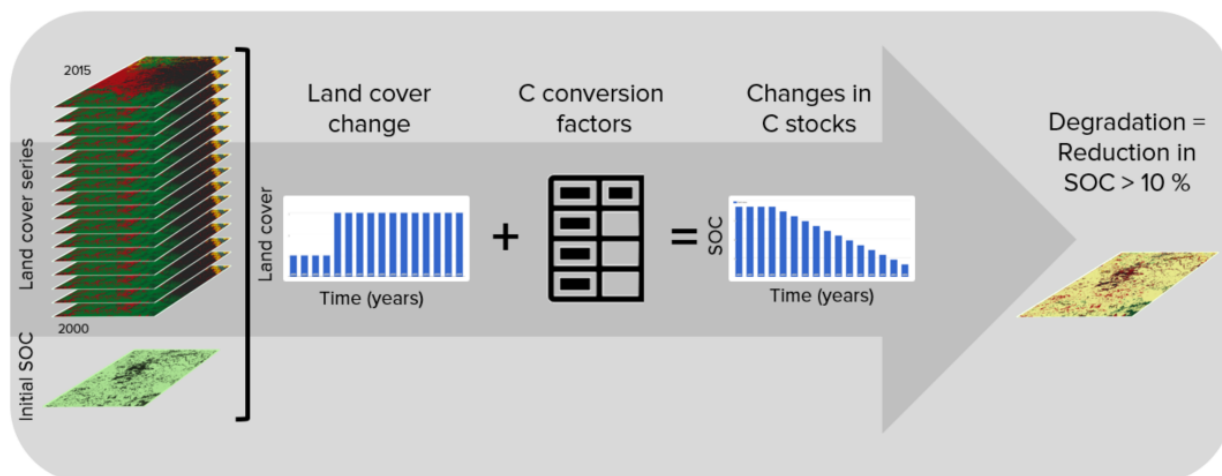 2015
Land cover series
2000
Initial SOC
Land cover
change
Land cover
Time (years)
+
C conversion
factors
=
Changes in
C stocks
SOC
Time (years)
Degradation =
Reduction in
SOC > 10 %